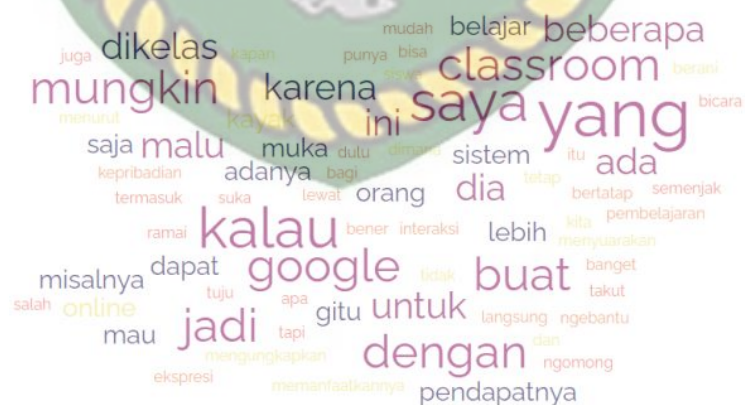 mudah belajar beberapa
juga dikelas kapan punya bisa
siswa classroom berani
mungkin karena saya yang bicara
menurut kayak ini
saja malu muka dulu dimana sistem itu ada
kepribadian adanya bagi tetap
termasuk suka lewat orang dia bertatap semenjak
ramai kalau bener interaksi lebih kita pembelajaran
menyuarakan
misalnya dapat google tidak buat banget
salah online tuju apa gitu untuk takut
mau jadi tapi langsung ngebantu
mengungkapkan dengan dan
ekspresi ngomong
memanfaatkannya pendapatnya